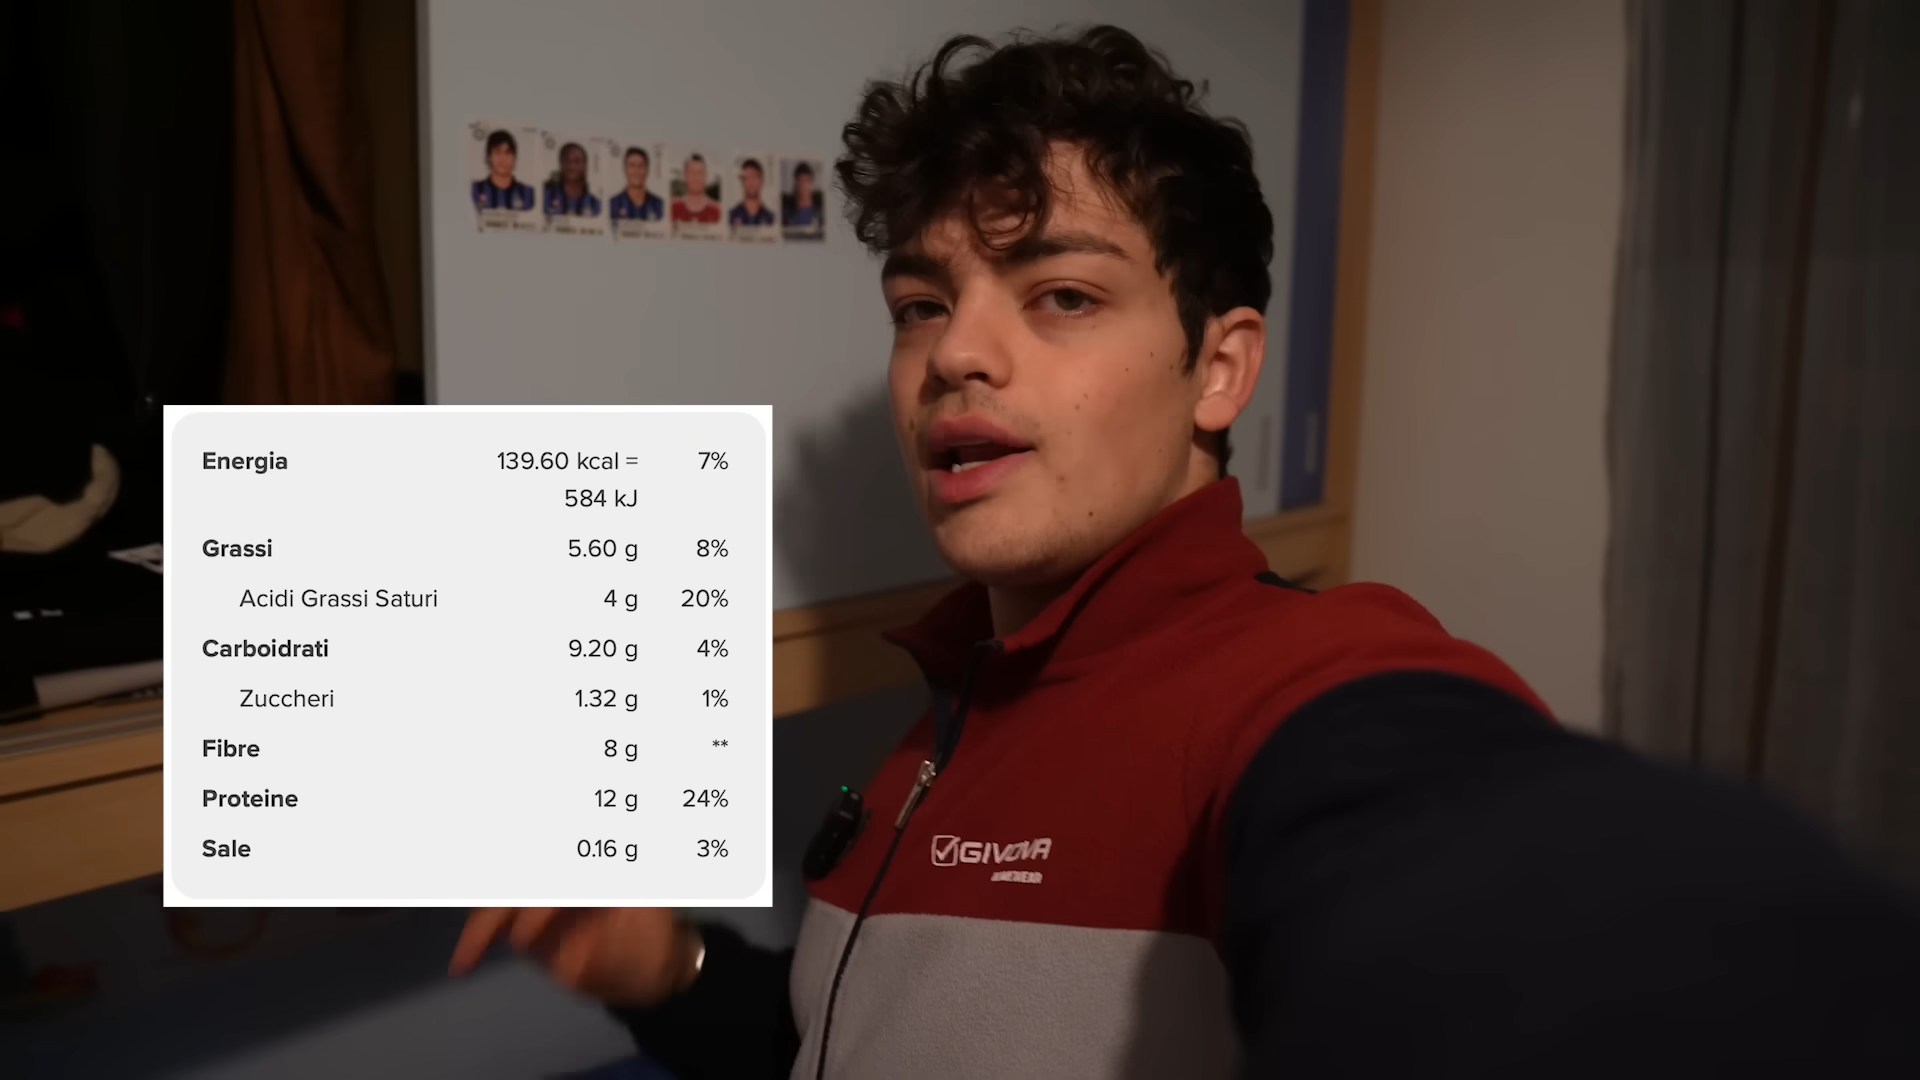 Energia 139.60 kcal = 7%
584 kJ
Grassi 5.60 g 8%
Acidi Grassi Saturi 4 g 20%
Carboidrati 9.20 g 4%
Zuccheri 1.32 g 1%
Fibre 8 g **
Proteine 12 g 24%
Sale 0.16 g 3%
GIVOVA